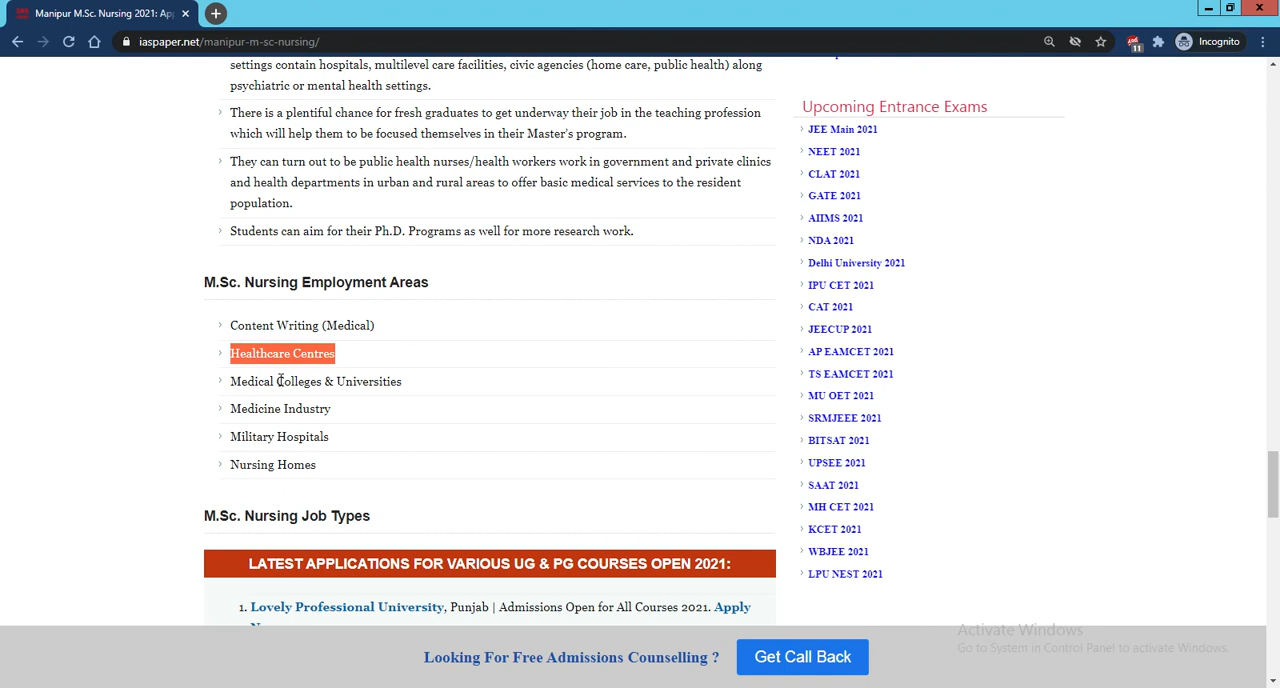 Manipur M.Sc. Nursing 2021: Ap
iaspaper.net/manipur-m-sc-nursing/
11
Incognito
settings contain hospitals, multilevel care facilities, civic agencies (home care, public health) along
psychiatric or mental health settings.
There is a plentiful chance for fresh graduates to get underway their job in the teaching profession
which will help them to be focused themselves in their Master's program.
They can turn out to be public health nurses/health workers work in government and private clinics
and health departments in urban and rural areas to offer basic medical services to the resident
population.
Students can aim for their Ph.D. Programs as well for more research work.
M.Sc. Nursing Employment Areas
Content Writing (Medical)
Healthcare Centres
Medical Colleges & Universities
Medicine Industry
Military Hospitals
Nursing Homes
M.Sc. Nursing Job Types
LATEST APPLICATIONS FOR VARIOUS UG & PG COURSES OPEN 2021:
1. Lovely Professional University, Punjab | Admissions Open for All Courses 2021. Apply
Upcoming Entrance Exams
JEE Main 2021
NEET 2021
CLAT 2021
GATE 2021
AIIMS 2021
NDA 2021
Delhi University 2021
IPU CET 2021
CAT 2021
JEECUP 2021
AP EAMCET 2021
TS EAMCET 2021
MU OET 2021
SRMJEEE 2021
BITSAT 2021
UPSEE 2021
SAAT 2021
MH CET 2021
KCET 2021
WBJEE 2021
LPU NEST 2021
Activate Windows
Go to System in Control Panel to activate Windows.
Looking For Free Admissions Counselling ?
Get Call Back